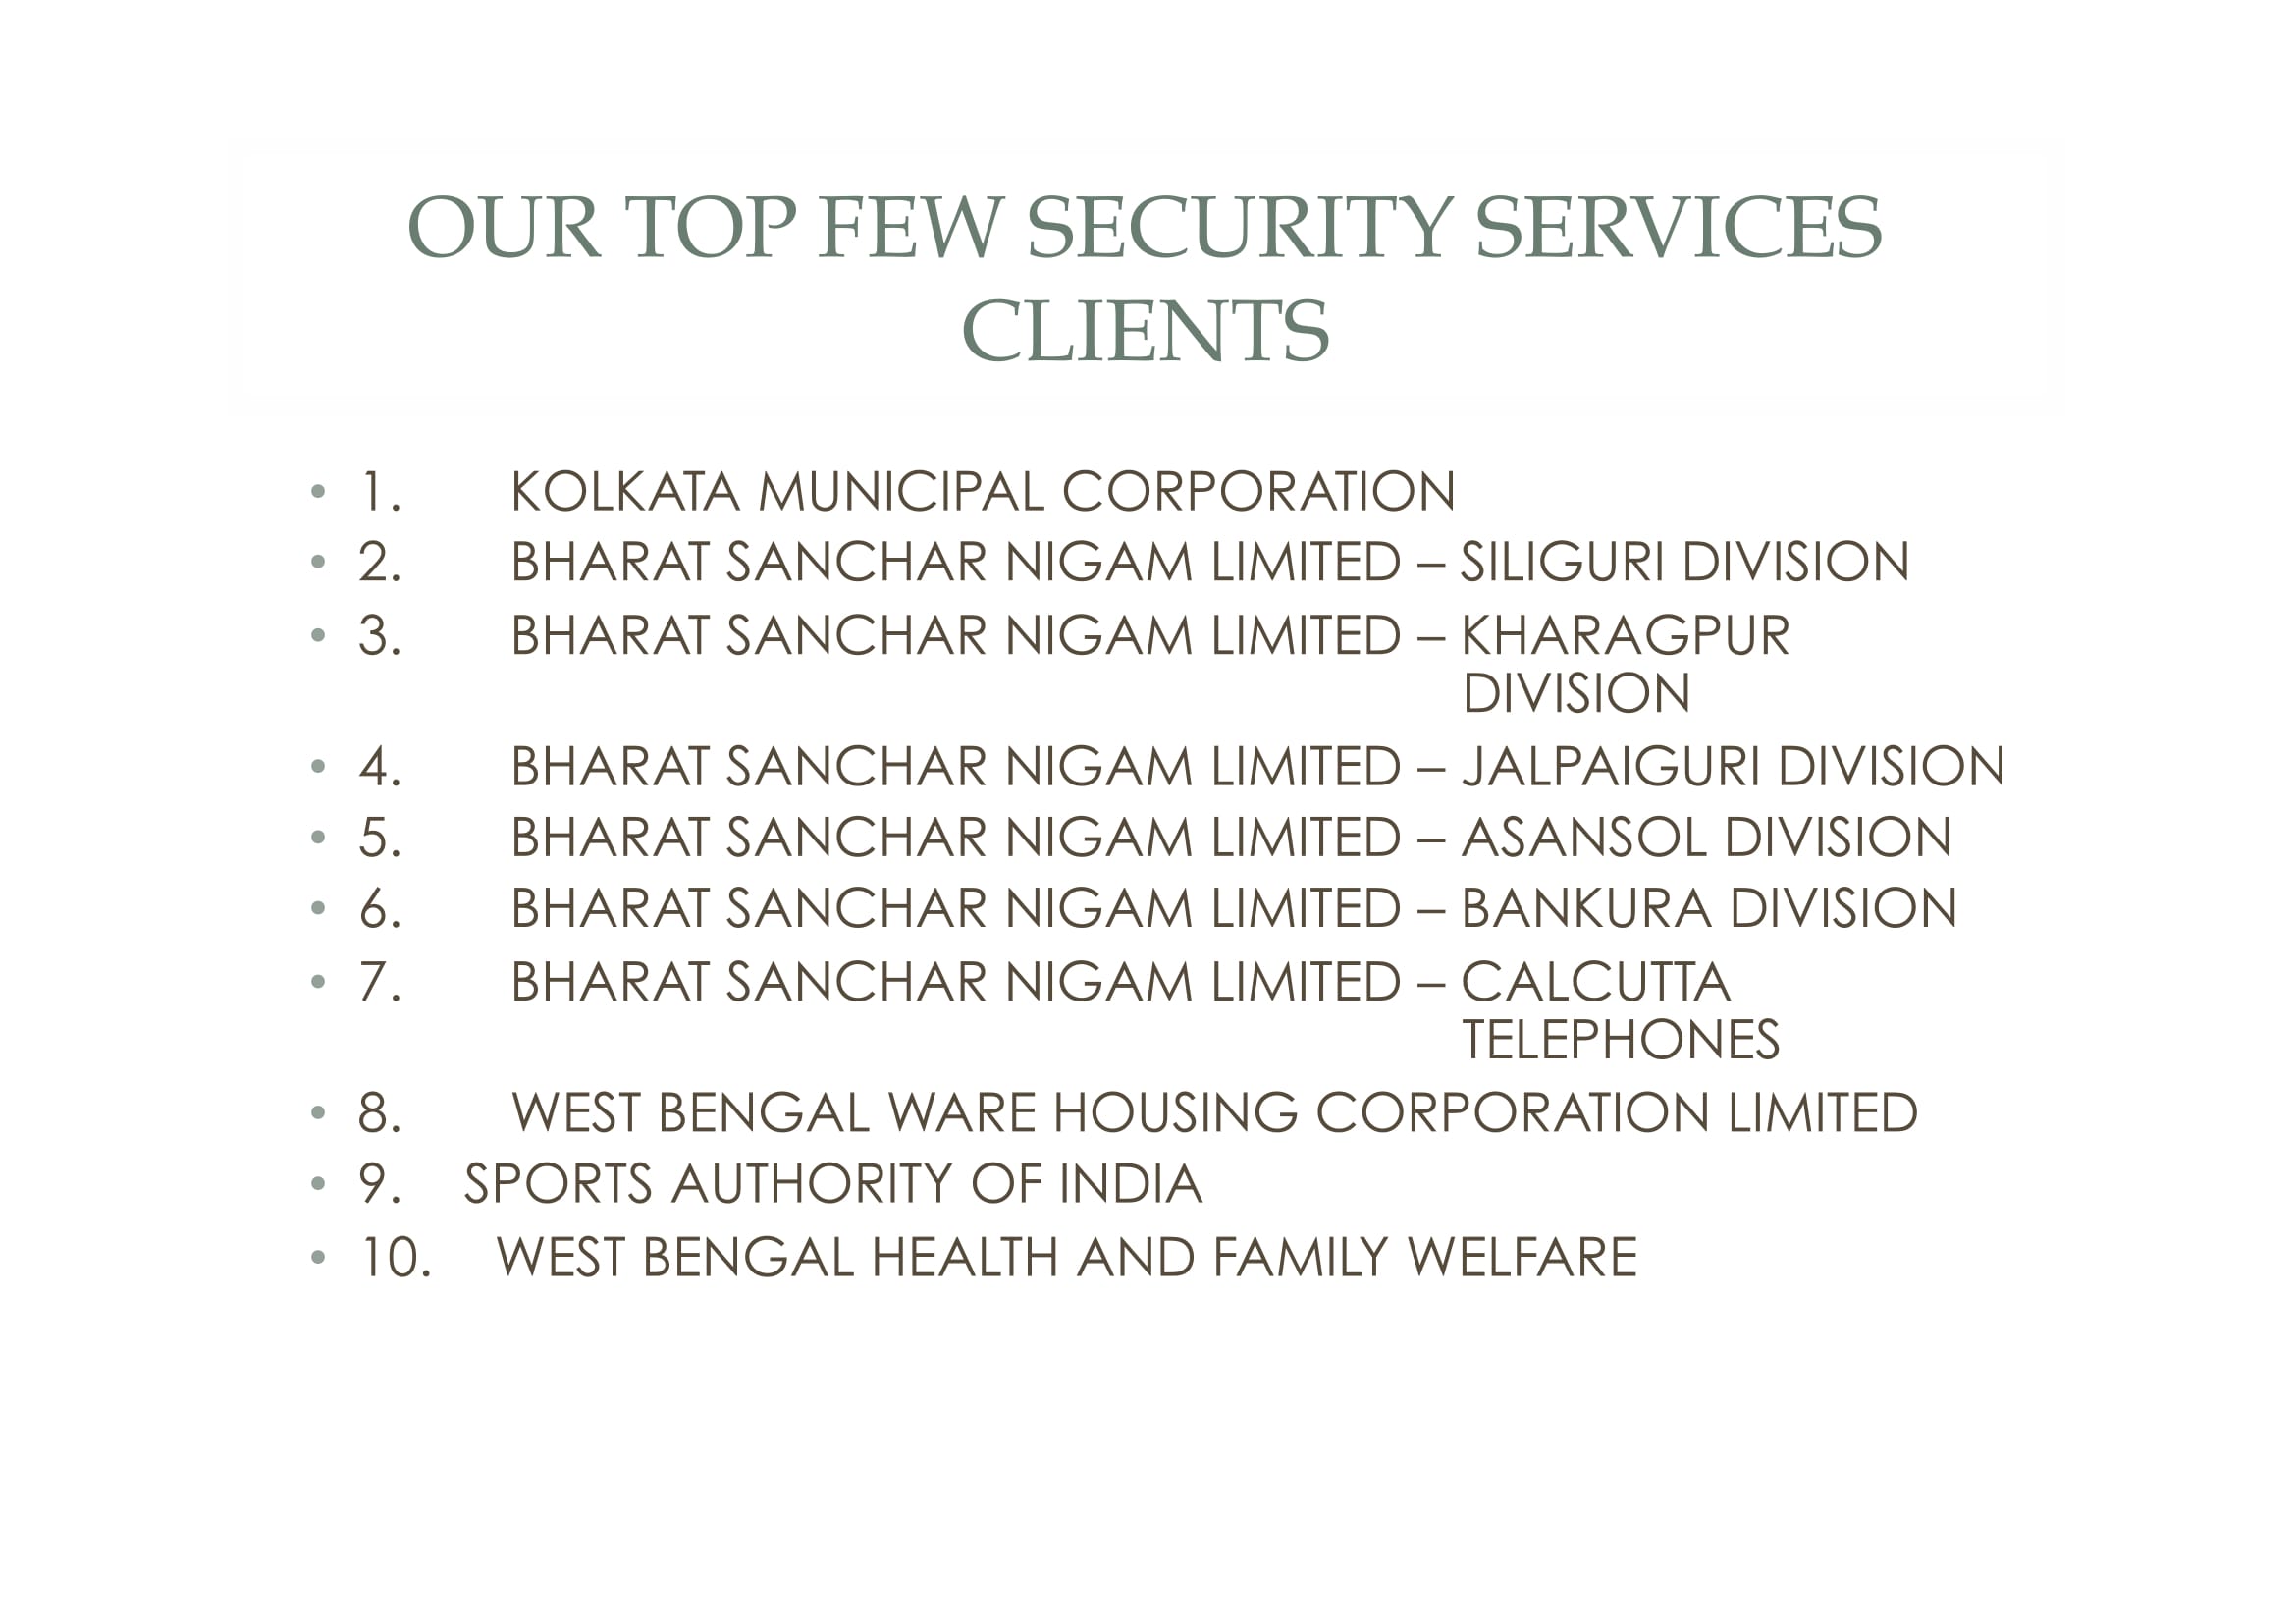 OUR TOP FEW SECURITY SERVICES
CLIENTS
• 1. KOLKATA MUNICIPAL CORPORATION
• 2. BHARAT SANCHAR NIGAM LIMITED – SILIGURI DIVISION
• 3. BHARAT SANCHAR NIGAM LIMITED – KHARAGPUR
DIVISION
• 4. BHARAT SANCHAR NIGAM LIMITED – JALPAIGURI DIVISION
• 5. BHARAT SANCHAR NIGAM LIMITED – ASANSOL DIVISION
• 6. BHARAT SANCHAR NIGAM LIMITED – BANKURA DIVISION
• 7. BHARAT SANCHAR NIGAM LIMITED – CALCUTTA
TELEPHONES
• 8. WEST BENGAL WARE HOUSING CORPORATION LIMITED
• 9. SPORTS AUTHORITY OF INDIA
• 10. WEST BENGAL HEALTH AND FAMILY WELFARE